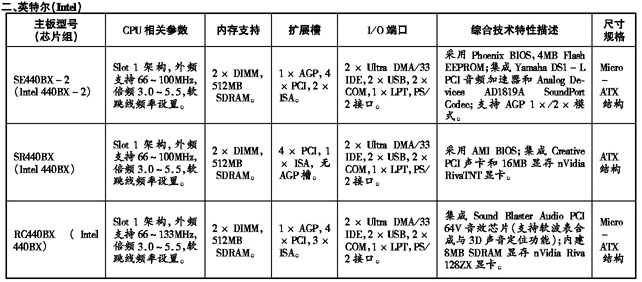 二、英特尔(Intel)
主板型号
(芯片组)
CPU 相关参数
内存支持
扩展槽
I/O 端口
综合技术特性描述
尺寸
规格
SE440BX－2
(Intel 440BX－2)
Slot 1 架构，外频
支持 66～100MHz，
倍频 3.0～5.5，软
跳线频率设置。
2 × DIMM，
512MB
SDRAM。
1 × AGP，4
× PCI，2 ×
ISA。
2 × Ultra DMA/33
IDE，2 × USB，2 ×
COM，1 × LPT，PS/
2 接口。
采用 Phoenix BIOS，4MB Flash
EEPROM；集成 Yamaha DS1－L
PCI 音频加速器和 Analog De-
vices AD1819A SoundPort
Codec；支持 AGP 1×/2× 模
式。
Micro
–
ATX
结构
SR440BX
(Intel 440BX)
Slot 1 架构，外频
支持 66～100MHz，
倍频 3.0～5.5，软
跳线频率设置。
2 × DIMM，
512MB
SDRAM。
4 × PCI，1
× ISA，无
AGP 槽。
2 × Ultra DMA/33
IDE，2 × USB，2 ×
COM，1 × LPT，PS/
2 接口。
采用 AMI BIOS；集成 Creative
PCI 声卡和 16MB 显存 nVidia
RivaTNT 显卡。
ATX
结构
RC440BX （Intel
440BX）
Slot 1 架构，外频
支持 66～133MHz，
倍频 3.0～5.5，软
跳线频率设置。
2 × DIMM，
512MB
SDRAM。
1 × AGP，4
× PCI，3 ×
ISA。
2 × Ultra DMA/33
IDE，2 × USB，2 ×
COM，1 × LPT，PS/
2 接口。
集成 Sound Blaster Audio PCI
64V 音效芯片(支持软波表合
成与 3D 声音定位功能)；内建
8MB SDRAM 显存 nVidia Riva
128ZX 显卡。
Micro
–
ATX
结构